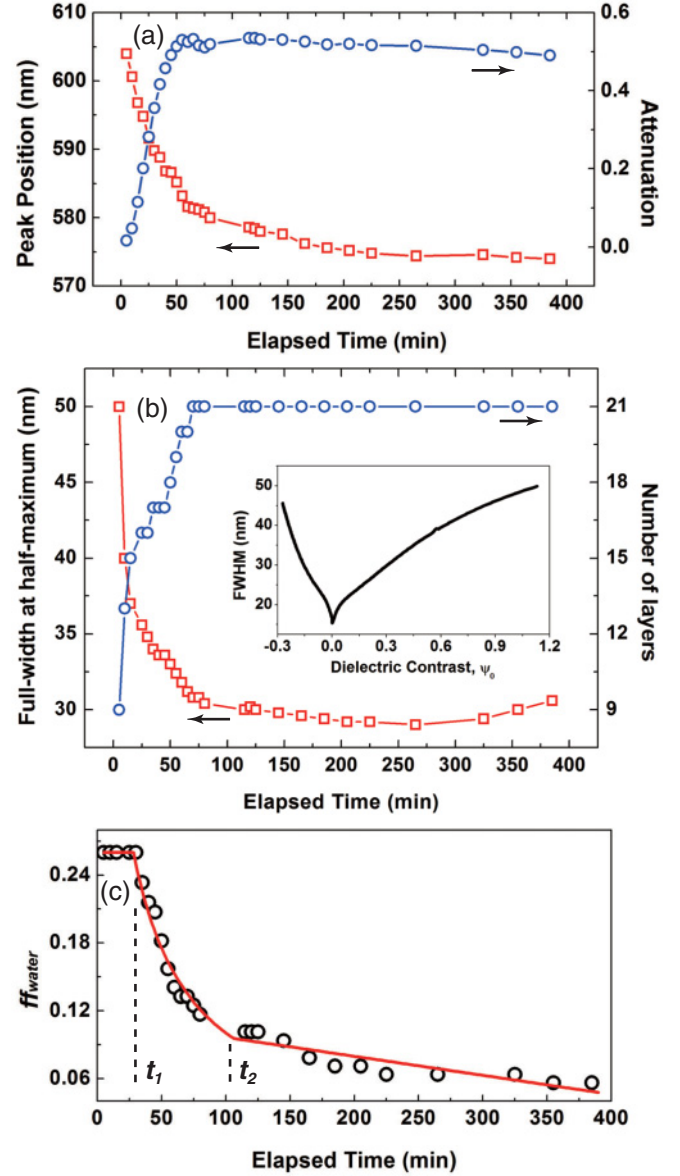 (a)
Peak Position (nm)
610
600
590
580
570
0.6
0.4
0.2
0.0
Attenuation
0 50 100 150 200 250 300 350 400
Elapsed Time (min)
(b)
Full-width at half-maximum (nm)
50
45
40
35
30
21
18
15
12
9
Number of layers
FWHM (nm)
50
40
30
20
-0.3 0.0 0.3 0.6 0.9 1.2
Dielectric Contrast, ψ0
0 50 100 150 200 250 300 350 400
Elapsed Time (min)
(c)
ffwater
0.24
0.18
0.12
0.06
t1 t2
0 50 100 150 200 250 300 350 400
Elapsed Time (min)